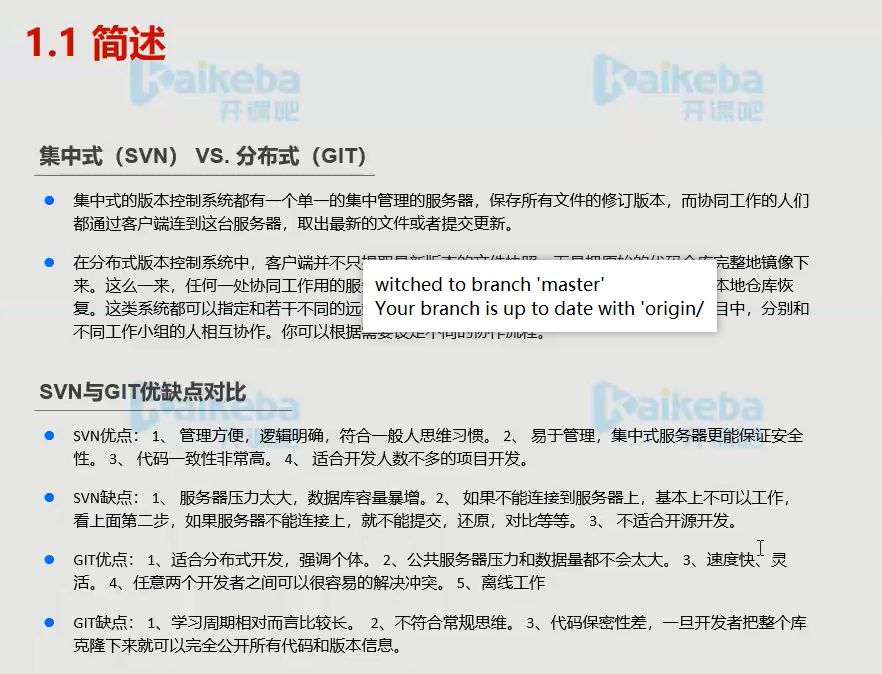 1.1 简述
Kaikeba Kaikeba
开课吧 开课吧
集中式（SVN） VS. 分布式（GIT）
集中式的版本控制系统都有一个单一的集中管理的服务器，保存所有文件的修订版本，而协同工作的人们
都通过客户端连到这台服务器，取出最新的文件或者提交更新。
在分布式版本控制系统中，客户端并不只 完整地镜像下
来。这么一来，任何一处协同工作用的服 本地仓库恢
witched to branch 'master'
Your branch is up to date with 'origin/
复。这类系统都可以指定和若干不同的远 目中，分别和
不同工作小组的人相互协作。你可以根据需要设定不同的协作流程。
SVN与GIT优缺点对比
Kaikeba Kaikeba
开课吧 开课吧
SVN优点： 1、 管理方便，逻辑明确，符合一般人思维习惯。 2、 易于管理，集中式服务器更能保证安全
性。 3、 代码一致性非常高。 4、 适合开发人数不多的项目开发。
SVN缺点： 1、 服务器压力太大，数据库容量暴增。2、 如果不能连接到服务器上，基本上不可以工作，
看上面第二步，如果服务器不能连接上，就不能提交，还原，对比等等。 3、 不适合开源开发。
GIT优点： 1、适合分布式开发，强调个体。 2、公共服务器压力和数据量都不会太大。 3、速度快、灵
活。 4、任意两个开发者之间可以很容易的解决冲突。 5、离线工作
GIT缺点： 1、学习周期相对而言比较长。 2、不符合常规思维。 3、代码保密性差，一旦开发者把整个库
克隆下来就可以完全公开所有代码和版本信息。